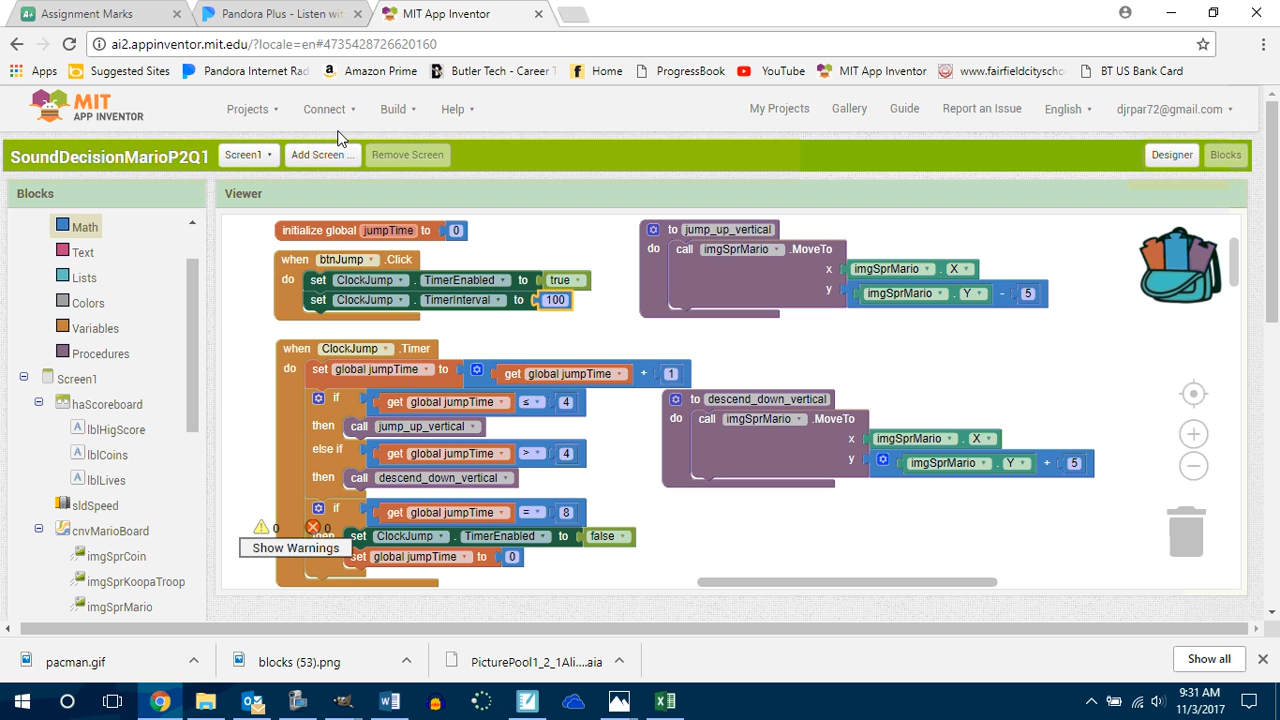 Assignment Marks
Pandora Plus - Listen wit
MIT App Inventor
ai2.appinventor.mit.edu/?locale=en#4735428726620160
Apps Suggested Sites Pandora Internet Rad Amazon Prime Butler Tech - Career T Home ProgressBook YouTube MIT App Inventor www.fairfieldcityscho BT US Bank Card
MIT
APP INVENTOR
Projects Connect Build Help My Projects Gallery Guide Report an Issue English djrpar72@gmail.com
SoundDecisionMarioP2Q1 Screen1 Add Screen ... Remove Screen Designer Blocks
Blocks
Math
Text
Lists
Colors
Variables
Procedures
Screen1
haScoreboard
lblHighScore
lblCoins
lblLives
sldSpeed
cnvMarioBoard
imgSprCoin
imgSprKoopaTroop
imgSprMario
Viewer
initialize global jumpTime to 0
when btnJump .Click
do set ClockJump . TimerEnabled to true
set ClockJump . TimerInterval to 100
when ClockJump .Timer
do set global jumpTime to get global jumpTime + 1
if get global jumpTime ≤ 4
then call jump_up_vertical
else if get global jumpTime > 4
then call descend_down_vertical
if get global jumpTime = 8
then set ClockJump . TimerEnabled to false
set global jumpTime to 0
0 0
Show Warnings
to jump_up_vertical
do call imgSprMario .MoveTo
x imgSprMario . X
y imgSprMario . Y - 5
to descend_down_vertical
do call imgSprMario .MoveTo
x imgSprMario . X
y imgSprMario . Y + 5
pacman.gif
blocks (53).png
PicturePool1_2_1Ali....aia
Show all
9:31 AM
11/3/2017